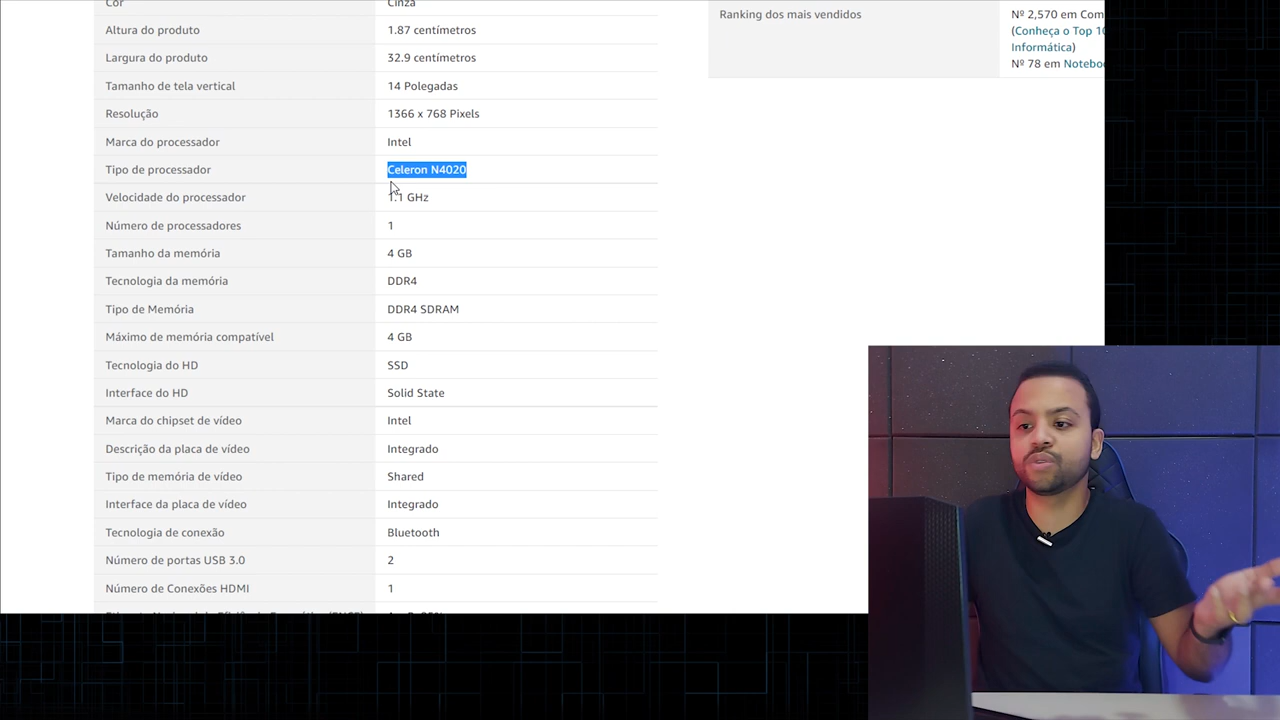 Cor Cinza
Altura do produto 1.87 centímetros
Largura do produto 32.9 centímetros
Tamanho de tela vertical 14 Polegadas
Resolução 1366 x 768 Pixels
Marca do processador Intel
Tipo de processador Celeron N4020
Velocidade do processador 1.1 GHz
Número de processadores 1
Tamanho da memória 4 GB
Tecnologia da memória DDR4
Tipo de Memória DDR4 SDRAM
Máximo de memória compatível 4 GB
Tecnologia do HD SSD
Interface do HD Solid State
Marca do chipset de vídeo Intel
Descrição da placa de vídeo Integrado
Tipo de memória de vídeo Shared
Interface da placa de vídeo Integrado
Tecnologia de conexão Bluetooth
Número de portas USB 3.0 2
Número de Conexões HDMI 1
Ranking dos mais vendidos Nº 2,570 em Com
(Conheça o Top 10
Informática)
Nº 78 em Notebo